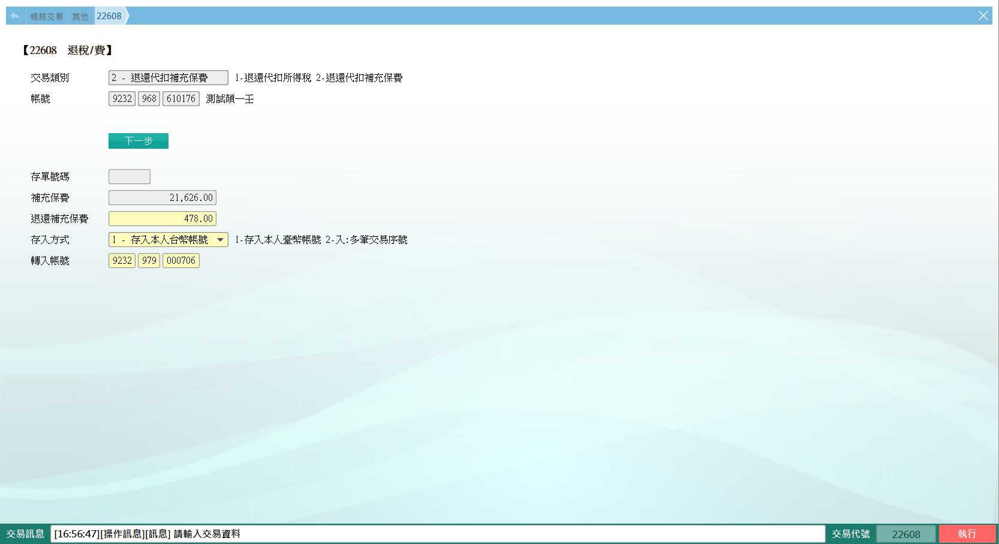 帳務交易 其他 22608
【22608 退稅/費】
交易類別 2 - 退還代扣補充保費 1-退還代扣所得稅 2-退還代扣補充保費
帳號 9232 968 610176 測試顏一壬
下一步
存單號碼
補充保費 21,626.00
退還補充保費 478.00
存入方式 1 - 存入本人台幣帳號 1-存入本人臺幣帳號 2-入:多筆交易序號
轉入帳號 9232 979 000706
交易訊息 [16:56:47][操作訊息][訊息] 請輸入交易資料 交易代號 22608 執行